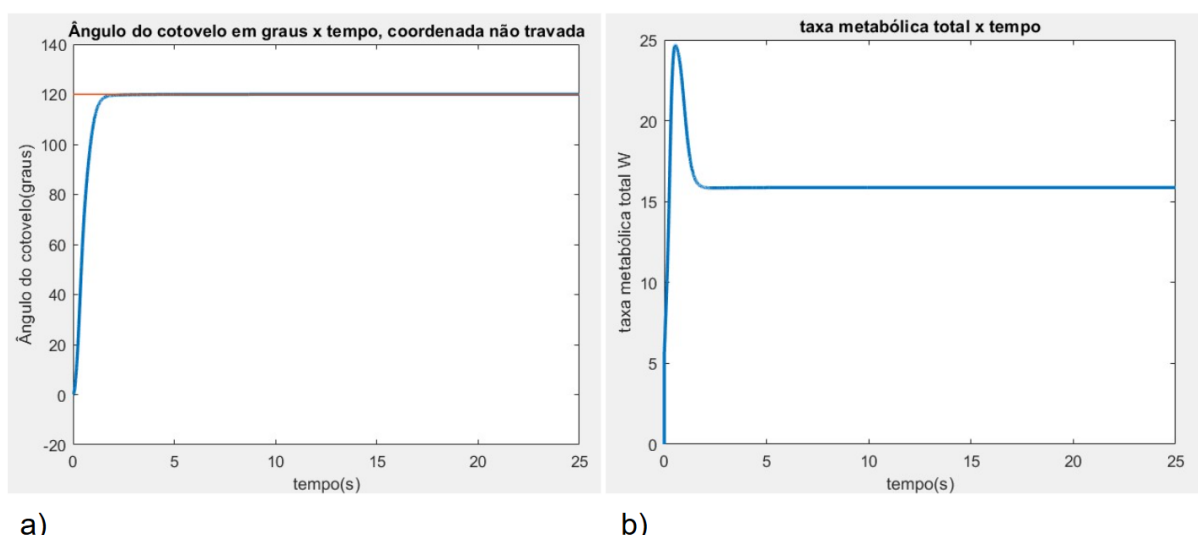 Ângulo do cotovelo em graus x tempo, coordenada não travada
140
120
100
80
60
40
20
0
-20
Ângulo do cotovelo(graus)
0 5 10 15 20 25
tempo(s)
a)
taxa metabólica total x tempo
25
20
15
10
5
0
taxa metabólica total W
0 5 10 15 20 25
tempo(s)
b)